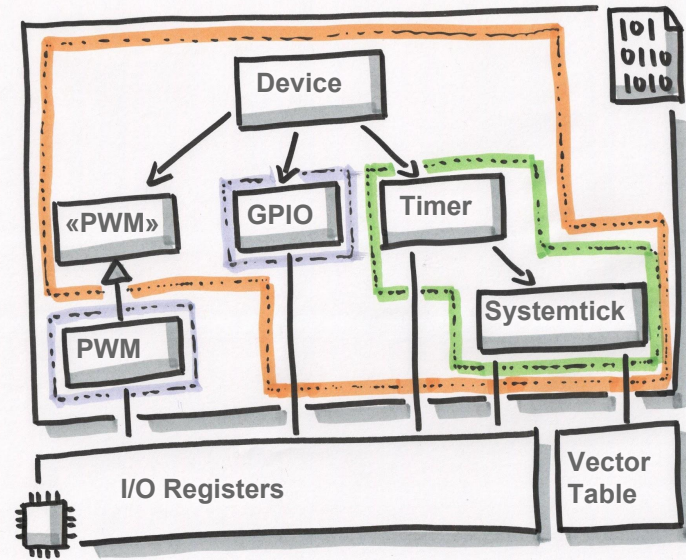 101
0110
1010
Device
«PWM»
GPIO
Timer
Systemtick
PWM
I/O Registers
Vector
Table